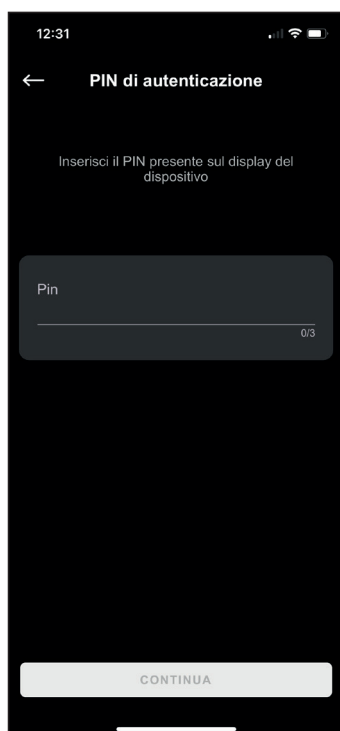 12:31
PIN di autenticazione
Inserisci il PIN presente sul display del
dispositivo
Pin
0/3
CONTINUA